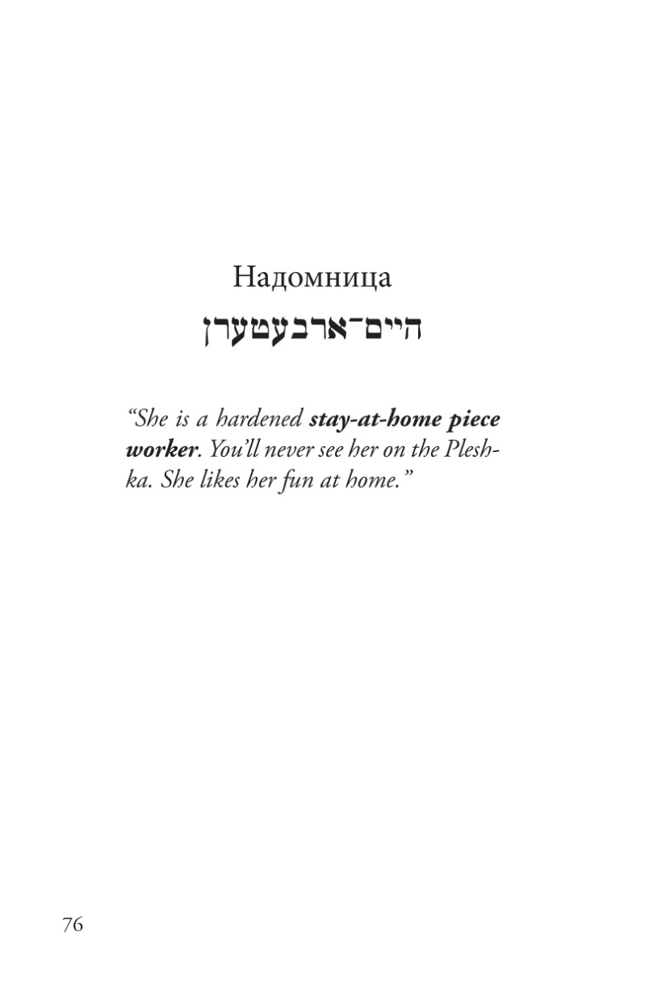 Надомница
היים־ארבעטערן
“She is a hardened stay-at-home piece
worker. You’ll never see her on the Plesh-
ka. She likes her fun at home.”
76